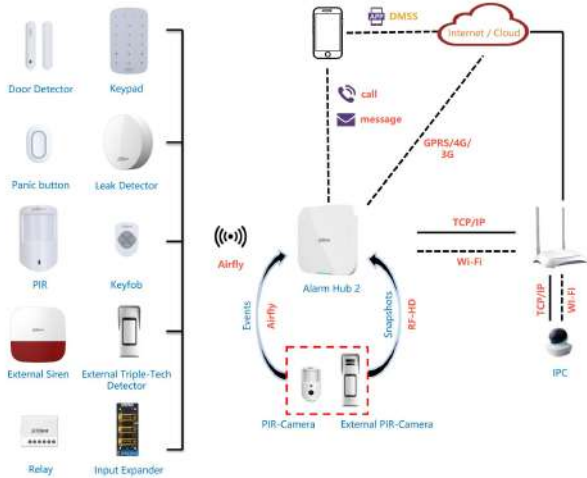 APP
DMSS
Internet / Cloud
Door Detector
Keypad
call
message
GPRS/4G/
3G
Panic button
Leak Detector
PIR
Keyfob
Airfly
Alarm Hub 2
TCP/IP
Wi-Fi
TCP/IP
Wi-Fi
IPC
Events
Airfly
Snapshots
RF-HD
External Siren
External Triple-Tech
Detector
PIR-Camera
External PIR-Camera
Relay
Input Expander